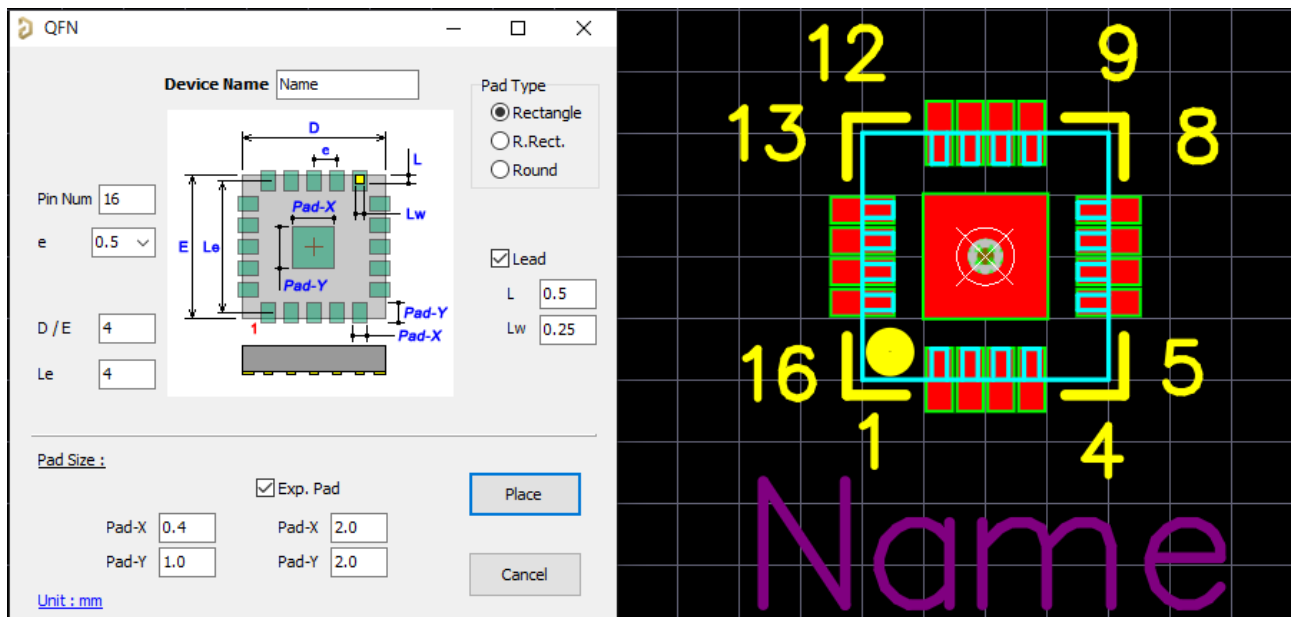 QFN
Device Name Name
Pad Type
Rectangle
R.Rect.
Round
D
e
L
Pad-X
Lw
E
Le
Pad-Y
Pad-Y
1
Pad-X
Pin Num 16
e 0.5
D / E 4
Le 4
Lead
L 0.5
Lw 0.25
Pad Size :
Exp. Pad
Pad-X 0.4
Pad-X 2.0
Pad-Y 1.0
Pad-Y 2.0
Unit : mm
Place
Cancel
12
9
13
8
16
5
1
4
Name